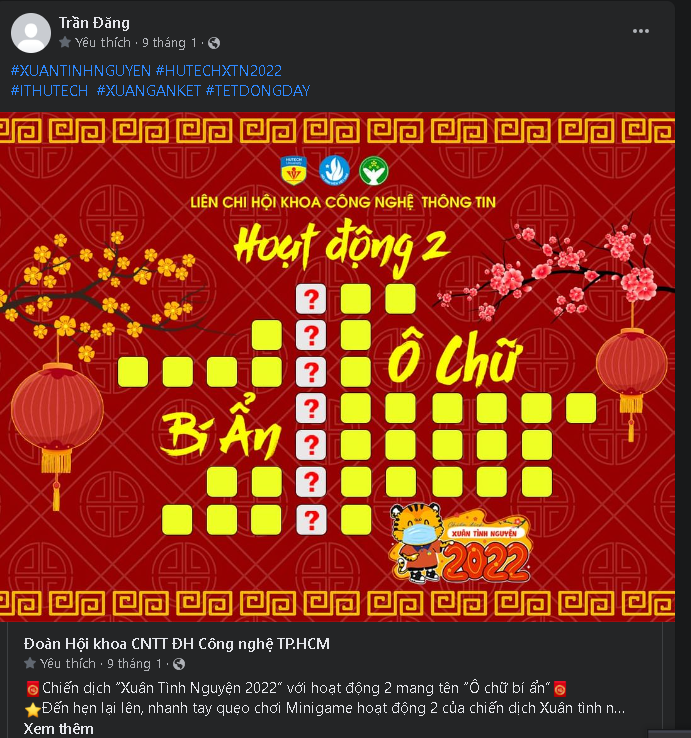 Trần Đăng
Yêu thích · 9 tháng 1 ·
#XUANTINHNGUYEN #HUTECHXTN2022
#ITHUTECH #XUANGANKET #TETDONGDAY
HUTECH
LIÊN CHI HỘI KHOA CÔNG NGHỆ THÔNG TIN
Hoạt động 2
?
?
?
Ô Chữ
?
Bí Ẩn
?
?
?
XUÂN TÌNH NGUYỆN
2022
Đoàn Hội khoa CNTT ĐH Công nghệ TP.HCM
Yêu thích · 9 tháng 1 ·
🧧Chiến dịch “Xuân Tình Nguyện 2022” với hoạt động 2 mang tên “Ô chữ bí ẩn“🧧
⭐Đến hẹn lại lên, nhanh tay quẹo chơi Minigame hoạt động 2 của chiến dịch Xuân tình n...
Xem thêm